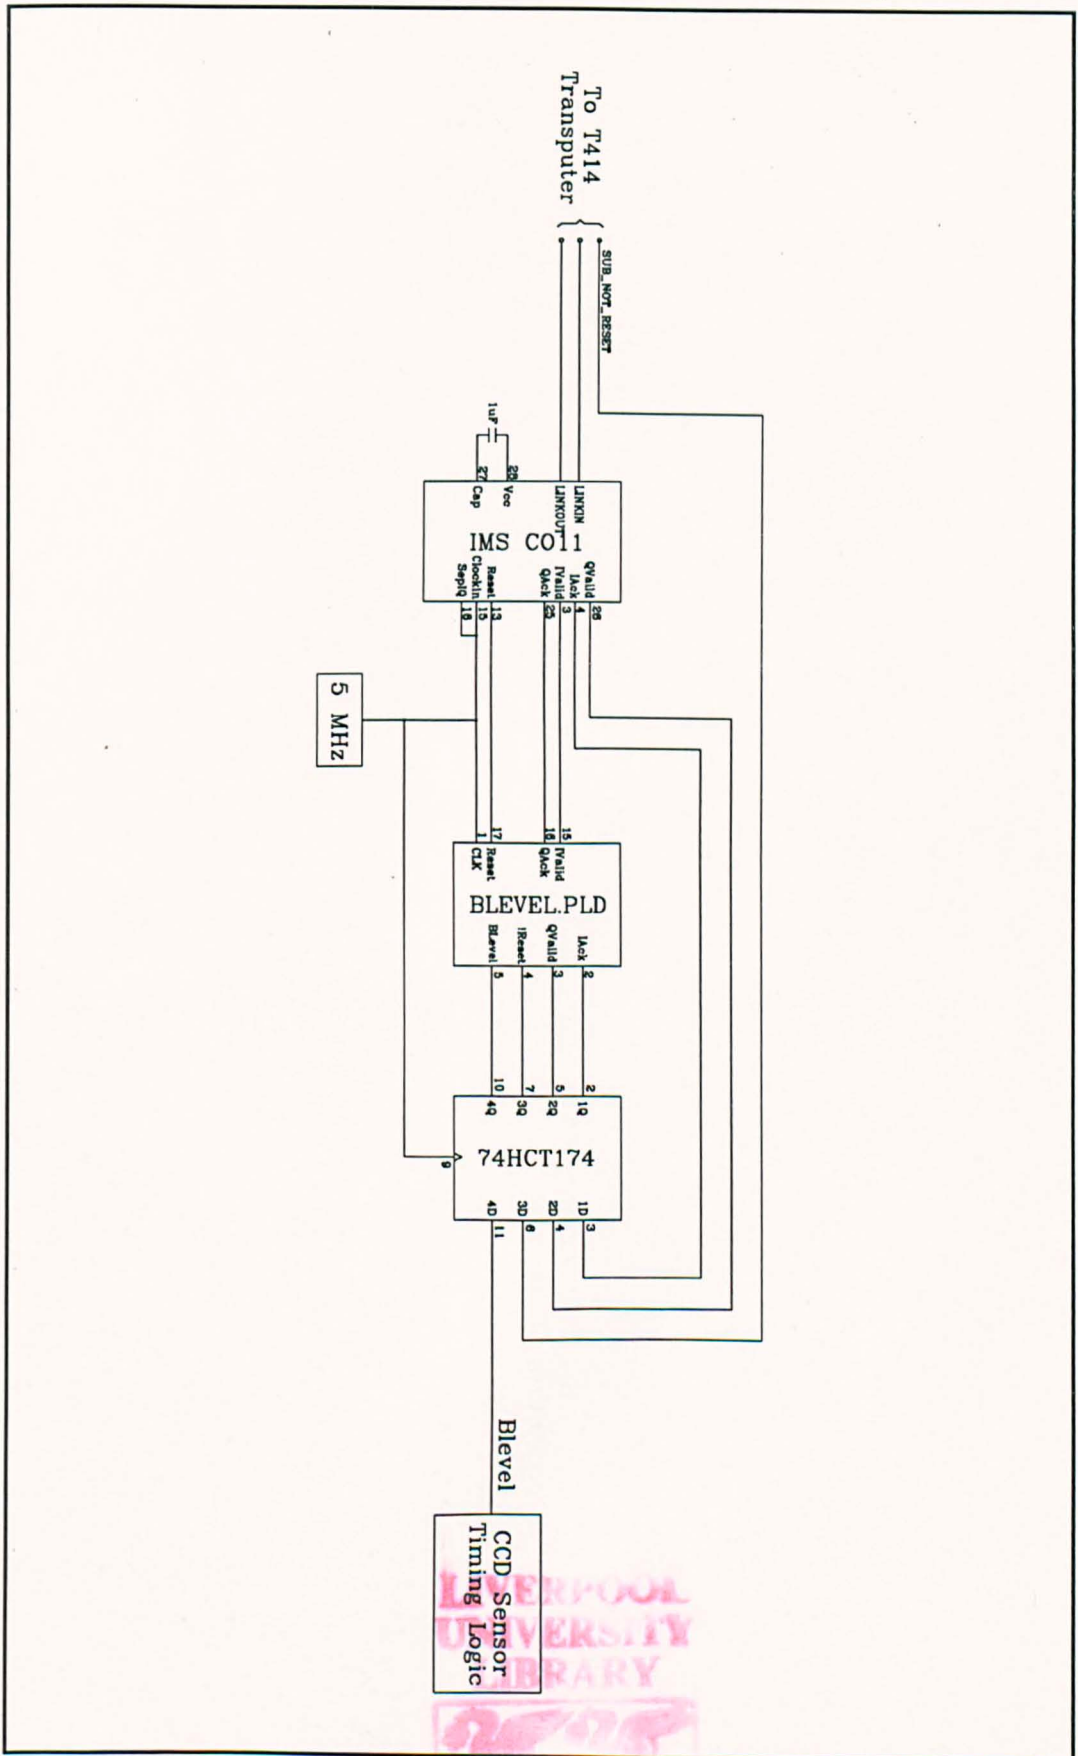 To T414
Transputer
SUB_NOT_RESET
1uF
28
27
Vcc
Cap
LINKIN
LINKOUT
IMS CO11
QValid
IAck
IValid
QAck
Reset
ClockIn
SepIQ
26
4
3
25
13
15
16
5 MHz
15
16
17
1
IValid
QAck
Reset
CLK
BLEVEL.PLD
IAck
QValid
!Reset
BLevel
2
3
4
5
2
5
7
10
1Q
2Q
3Q
4Q
74HCT174
9
1D
2D
3D
4D
3
4
6
11
Blevel
CCD Sensor
Timing Logic
LIVERPOOL
UNIVERSITY
LIBRARY